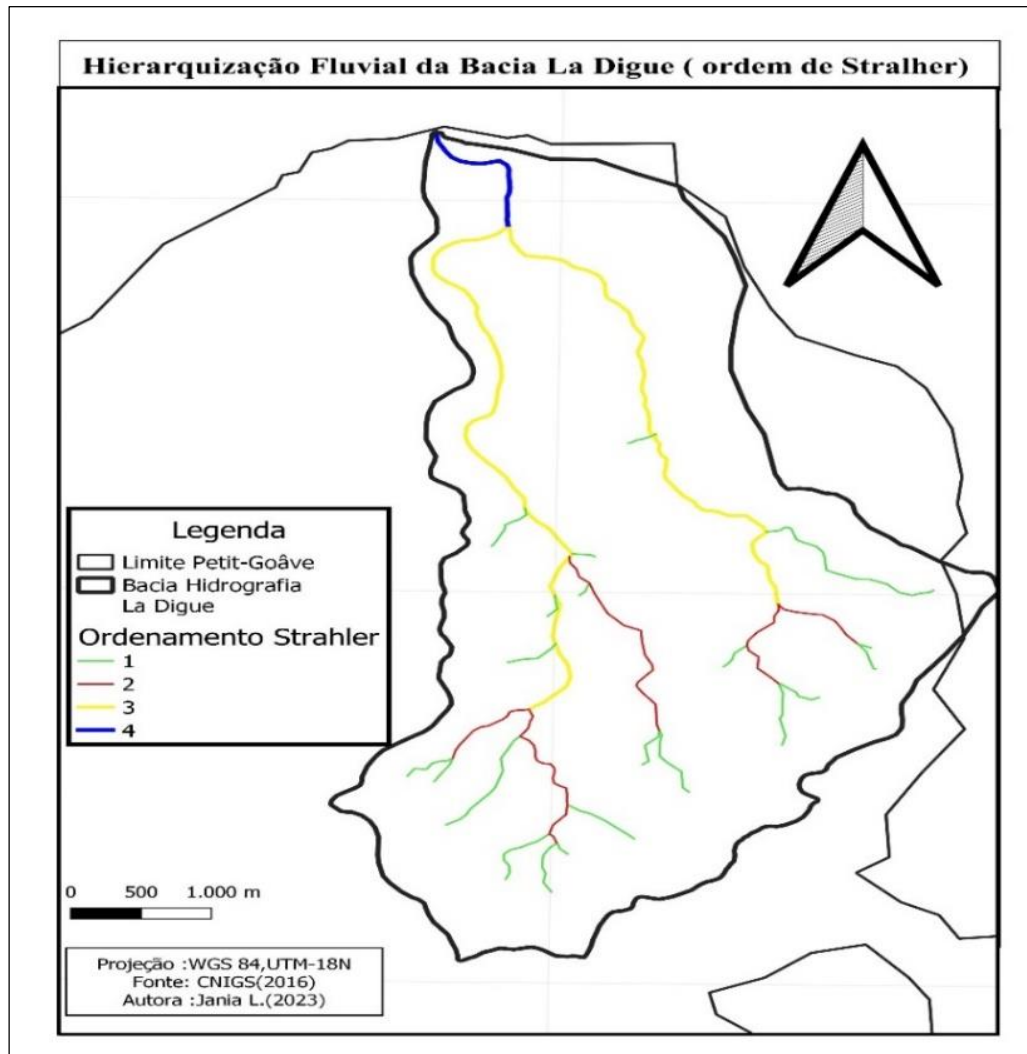 Hierarquização Fluvial da Bacia La Digue ( ordem de Stralher)
Legenda
Limite Petit-Goâve
Bacia Hidrografia
La Digue
Ordenamento Strahler
1
2
3
4
0 500 1.000 m
Projeção :WGS 84,UTM-18N
Fonte: CNIGS(2016)
Autora :Jania L.(2023)